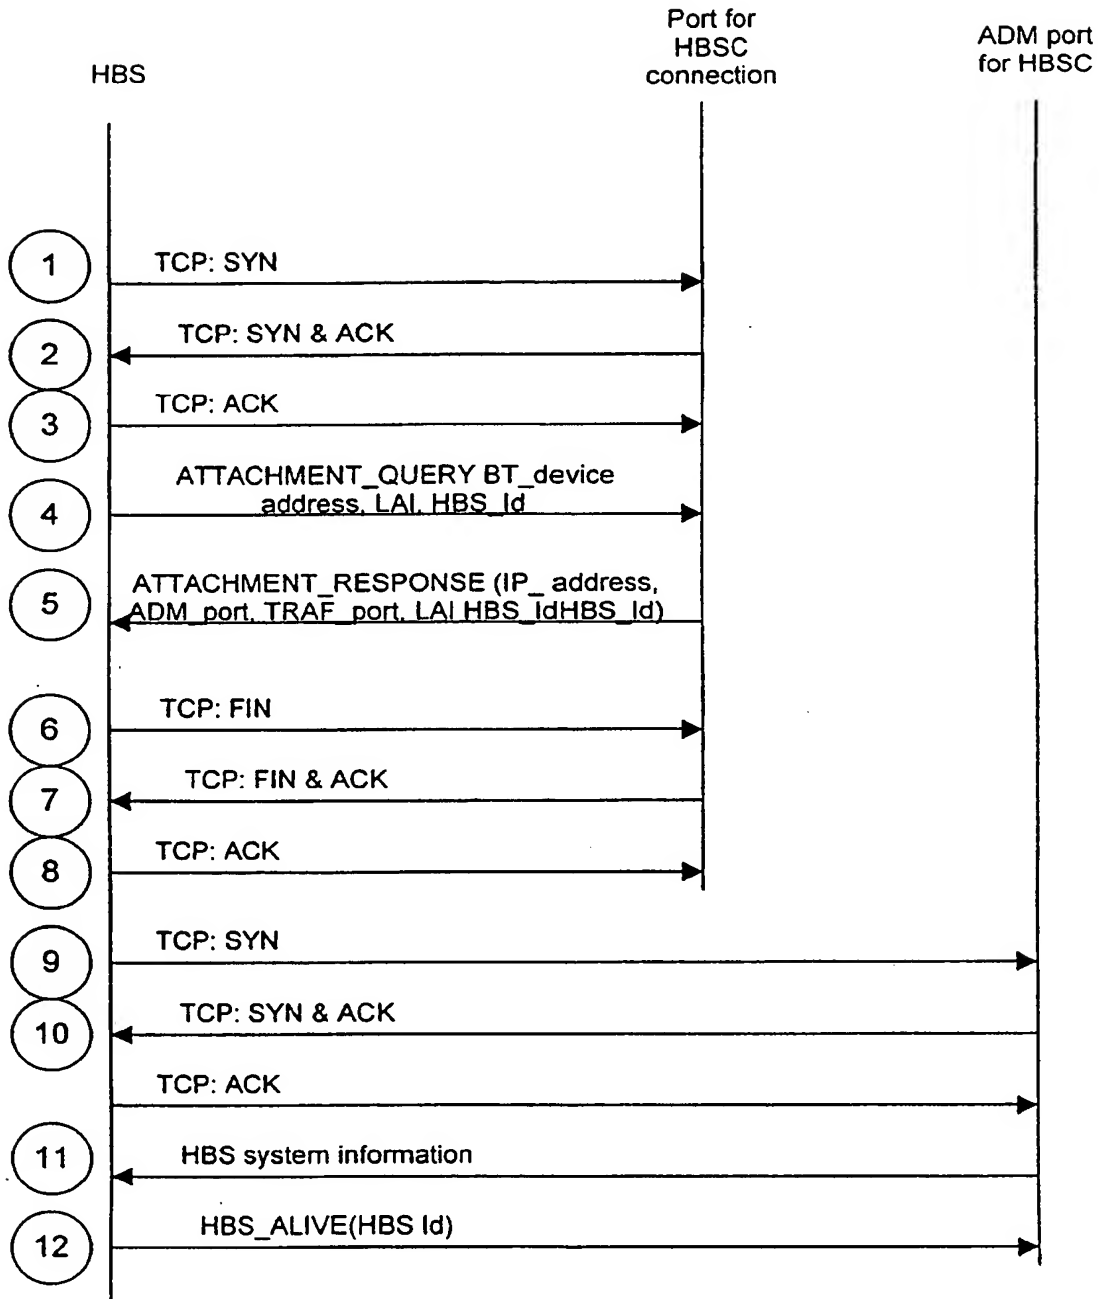 Port for
HBSC
connection
ADM port
for HBSC
HBS
1
TCP: SYN
2
TCP: SYN & ACK
3
TCP: ACK
4
ATTACHMENT_QUERY BT_device
address, LAI, HBS_Id
5
ATTACHMENT_RESPONSE (IP_ address,
ADM_port, TRAF_port, LAI HBS_IdHBS_Id)
6
TCP: FIN
7
TCP: FIN & ACK
8
TCP: ACK
9
TCP: SYN
10
TCP: SYN & ACK
TCP: ACK
11
HBS system information
12
HBS_ALIVE(HBS Id)